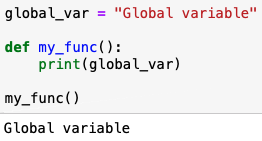 global_var = "Global variable"
def my_func():
    print(global_var)
my_func()
Global variable